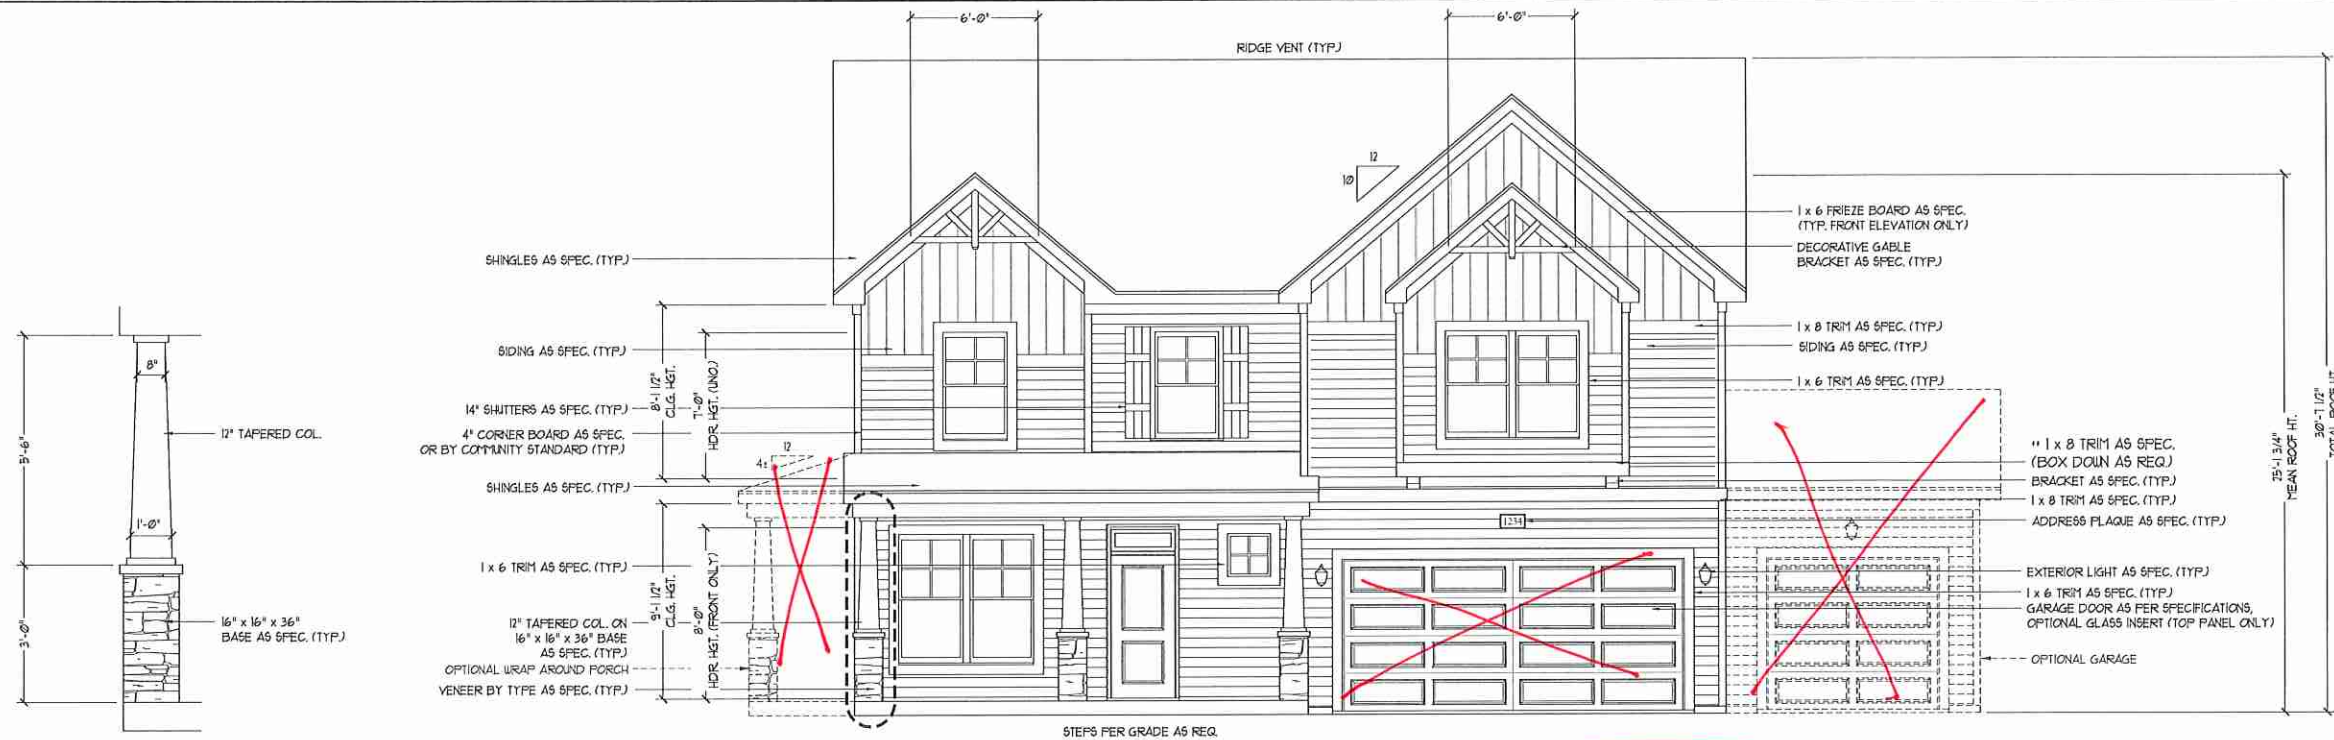 6'-0"
6'-0"
RIDGE VENT (TYP.)
12
10
1 x 6 FRIEZE BOARD AS SPEC.
(TYP. FRONT ELEVATION ONLY)
DECORATIVE GABLE
BRACKET AS SPEC. (TYP.)
SHINGLES AS SPEC. (TYP.)
1 x 8 TRIM AS SPEC. (TYP.)
SIDING AS SPEC. (TYP.)
SIDING AS SPEC. (TYP.)
1 x 6 TRIM AS SPEC. (TYP.)
8'-1 1/2"
CLG. HGT.
7'-0"
HDR. HGT. (UNO.)
14" SHUTTERS AS SPEC. (TYP.)
4" CORNER BOARD AS SPEC.
OR BY COMMUNITY STANDARD (TYP.)
12
4:
SHINGLES AS SPEC. (TYP.)
25'-1 3/4"
MEAN ROOF HT.
30'-7 1/2"
TOTAL ROOF HT.
8"
5'-6"
12" TAPERED COL.
1'-0"
3'-0"
16" x 16" x 36"
BASE AS SPEC. (TYP.)
" 1 x 8 TRIM AS SPEC.
(BOX DOWN AS REQ.)
BRACKET AS SPEC. (TYP.)
1 x 8 TRIM AS SPEC. (TYP.)
1234
ADDRESS PLAQUE AS SPEC. (TYP.)
1 x 6 TRIM AS SPEC. (TYP.)
9'-1 1/2"
CLG. HGT.
8'-0"
HDR. HGT. (FRONT ONLY)
12" TAPERED COL. ON
16" x 16" x 36" BASE
AS SPEC. (TYP.)
OPTIONAL WRAP AROUND PORCH
VENEER BY TYPE AS SPEC. (TYP.)
EXTERIOR LIGHT AS SPEC. (TYP.)
1 x 6 TRIM AS SPEC. (TYP.)
GARAGE DOOR AS PER SPECIFICATIONS,
OPTIONAL GLASS INSERT (TOP PANEL ONLY)
OPTIONAL GARAGE
STEPS PER GRADE AS REQ.